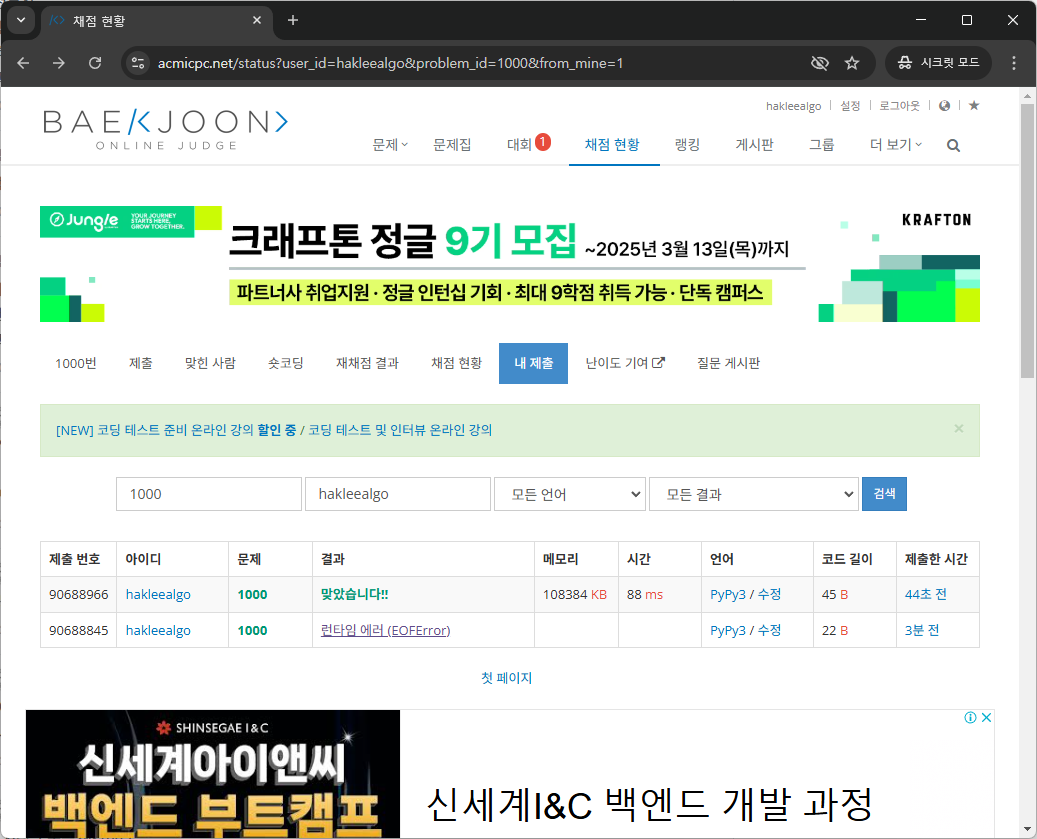 채점 현황
acmicpc.net/status?user_id=hakleealgo&problem_id=1000&from_mine=1
시크릿 모드
hakleealgo 설정 로그아웃
BAEKJOON
ONLINE JUDGE
문제 문제집 대회 1 채점 현황 랭킹 게시판 그룹 더 보기
Jungle YOUR JOURNEY STARTS HERE, GROW TOGETHER.
크래프톤 정글 9기 모집 ~2025년 3월 13일(목)까지
KRAFTON
파트너사 취업지원 · 정글 인턴십 기회 · 최대 9학점 취득 가능 · 단독 캠퍼스
1000번 제출 맞힌 사람 숏코딩 재채점 결과 채점 현황 내 제출 난이도 기여 질문 게시판
[NEW] 코딩 테스트 준비 온라인 강의 할인 중 / 코딩 테스트 및 인터뷰 온라인 강의 ×
1000 hakleealgo 모든 언어 모든 결과 검색
제출 번호 아이디 문제 결과 메모리 시간 언어 코드 길이 제출한 시간
90688966 hakleealgo 1000 맞았습니다!! 108384 KB 88 ms PyPy3 / 수정 45 B 44초 전
90688845 hakleealgo 1000 런타임 에러 (EOFError) PyPy3 / 수정 22 B 3분 전
첫 페이지
SHINSEGAE I&C
신세계아이앤씨
백엔드 부트캠프
신세계I&C 백엔드 개발 과정